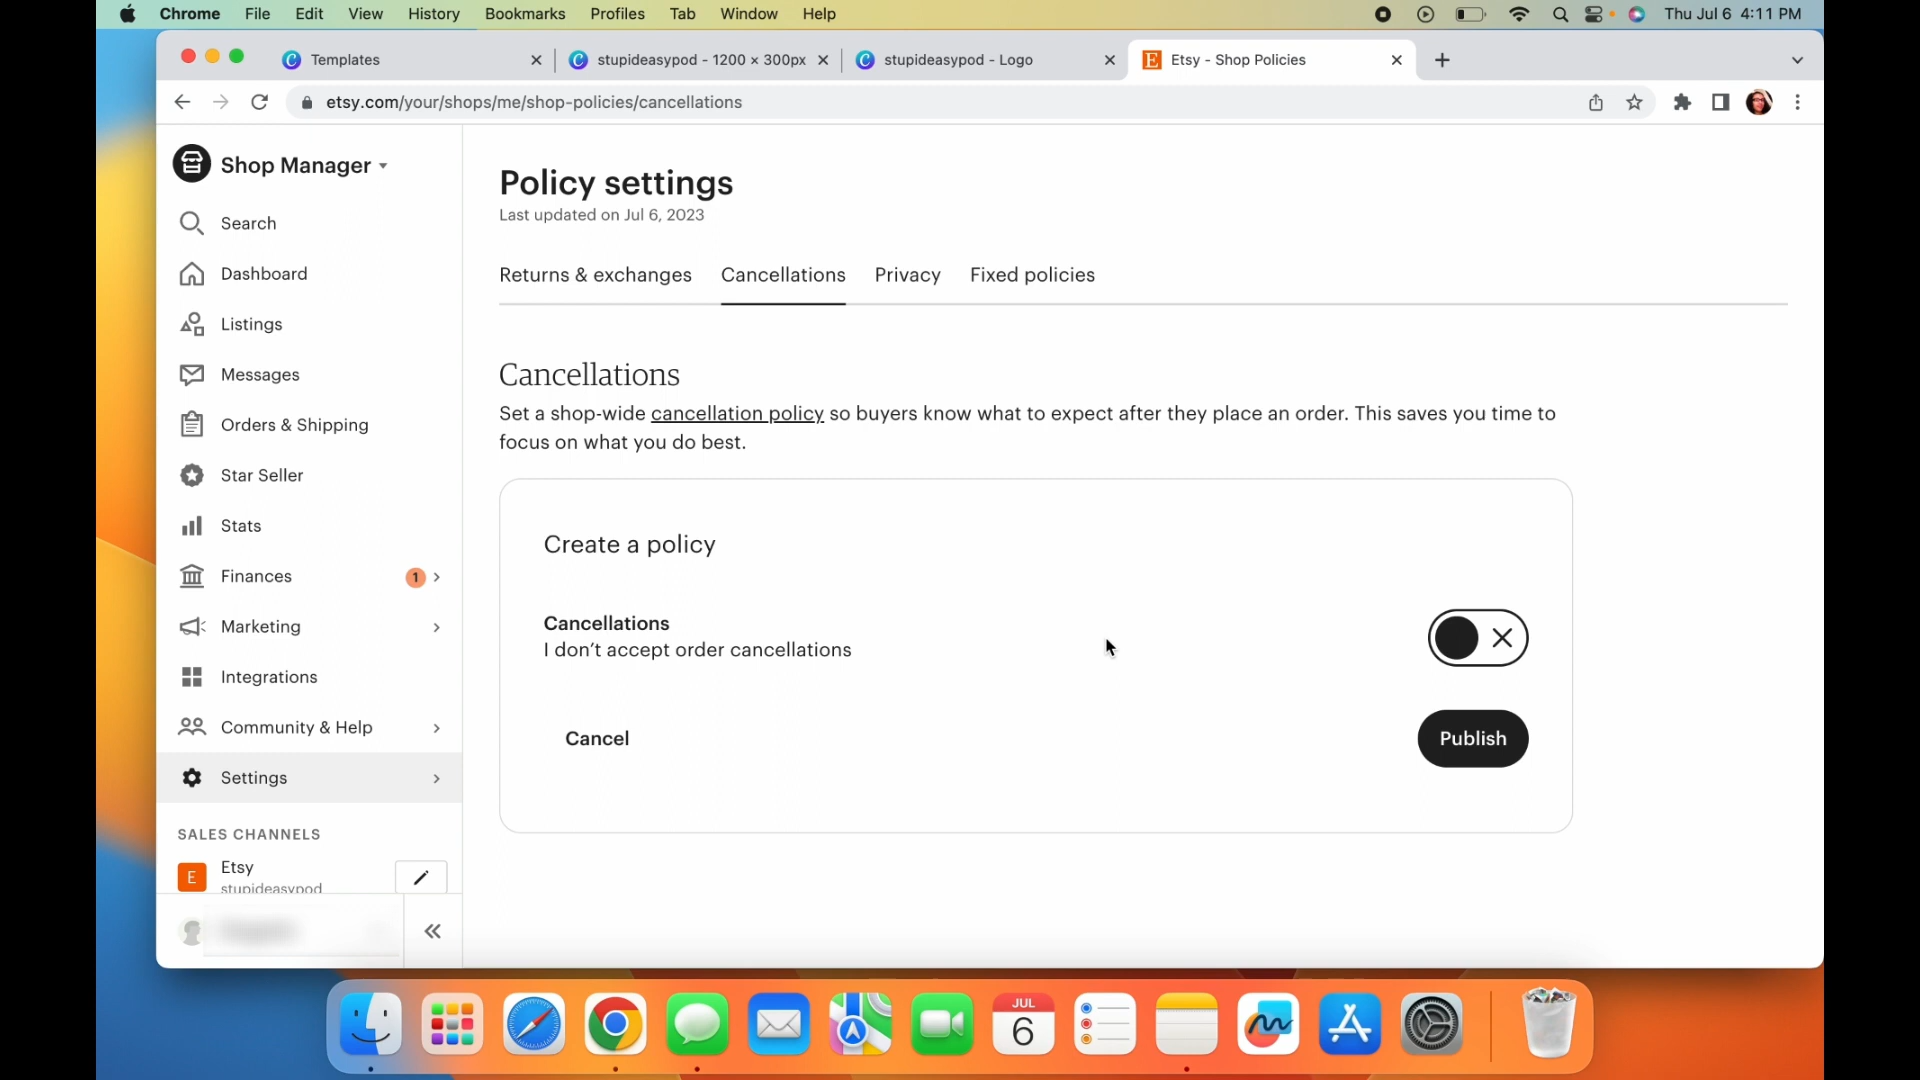 Chrome File Edit View History Bookmarks Profiles Tab Window Help Thu Jul 6 4:11 PM
Templates stupideasypod - 1200 × 300px stupideasypod - Logo Etsy - Shop Policies
etsy.com/your/shops/me/shop-policies/cancellations
Shop Manager
Search
Dashboard
Listings
Messages
Orders & Shipping
Star Seller
Stats
Finances 1
Marketing
Integrations
Community & Help
Settings
SALES CHANNELS
E Etsy
stupideasypod
Policy settings
Last updated on Jul 6, 2023
Returns & exchanges Cancellations Privacy Fixed policies
Cancellations
Set a shop-wide cancellation policy so buyers know what to expect after they place an order. This saves you time to
focus on what you do best.
Create a policy
Cancellations
I don't accept order cancellations
Cancel Publish
JUL
6